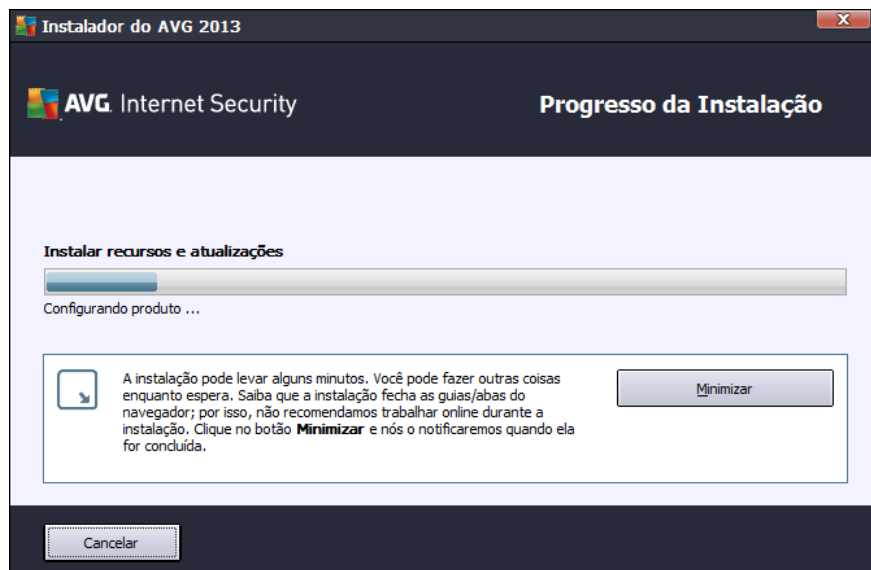 Instalador do AVG 2013
AVG. Internet Security
Progresso da Instalação
Instalar recursos e atualizações
Configurando produto ...
A instalação pode levar alguns minutos. Você pode fazer outras coisas
enquanto espera. Saiba que a instalação fecha as guias/abas do
navegador; por isso, não recomendamos trabalhar online durante a
instalação. Clique no botão Minimizar e nós o notificaremos quando ela
for concluída.
Minimizar
Cancelar